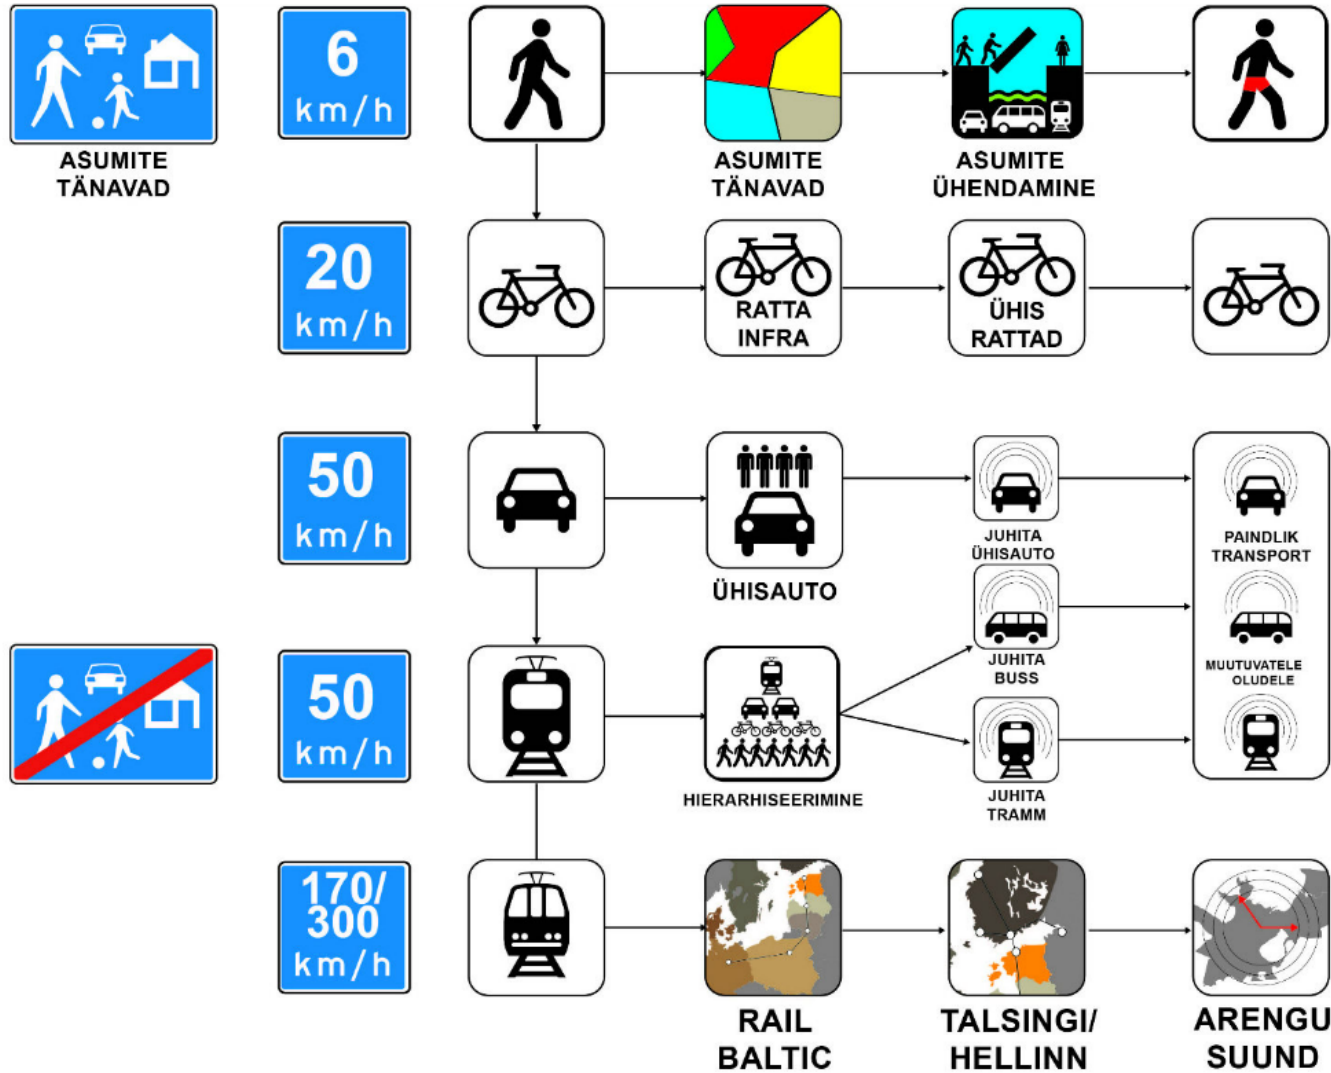 6
km/h
ASUMITE
TÄNAVAD
ASUMITE
TÄNAVAD
ASUMITE
ÜHENDAMINE
20
km/h
RATTA
INFRA
ÜHIS
RATTAD
50
km/h
ÜHISAUTO
JUHITA
ÜHISAUTO
PAINDLIK
TRANSPORT
50
km/h
HIERARHISEERIMINE
JUHITA
BUSS
MUUTUVATELE
OLUDELE
JUHITA
TRAMM
170/
300
km/h
RAIL
BALTIC
TALSINGI/
HELLINN
ARENGU
SUUND